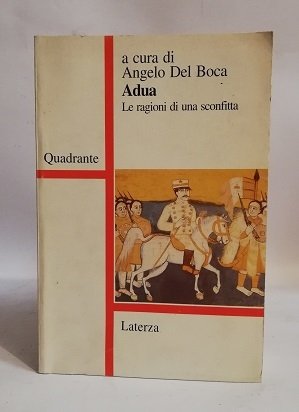 a cura di
Angelo Del Boca
Adua
Le ragioni di una sconfitta
Quadrante
Laterza